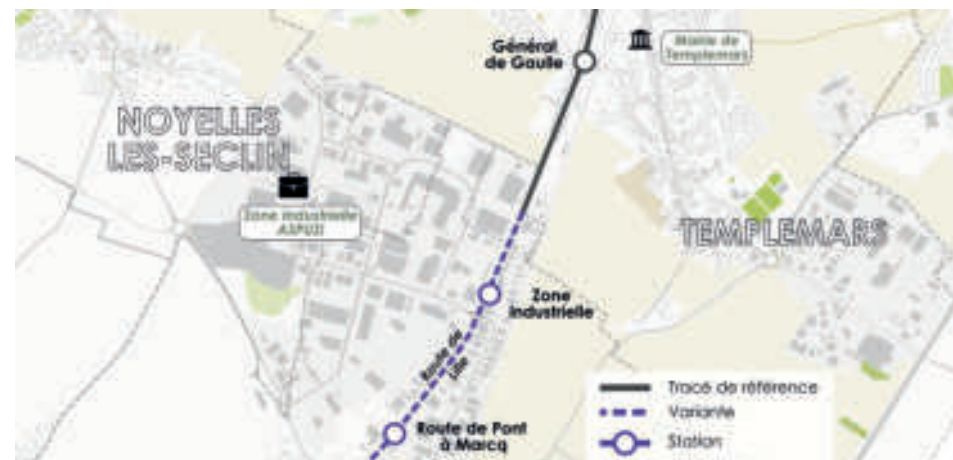 Général
de Gaulle
Mairie de
Templemars
NOYELLES
LES-SECLIN
Zone industrielle
TEMPLEMARS
Zone
industrielle
Route de
Lille
Route de Pont
à Marcq
Tracé de référence
Variante
Station